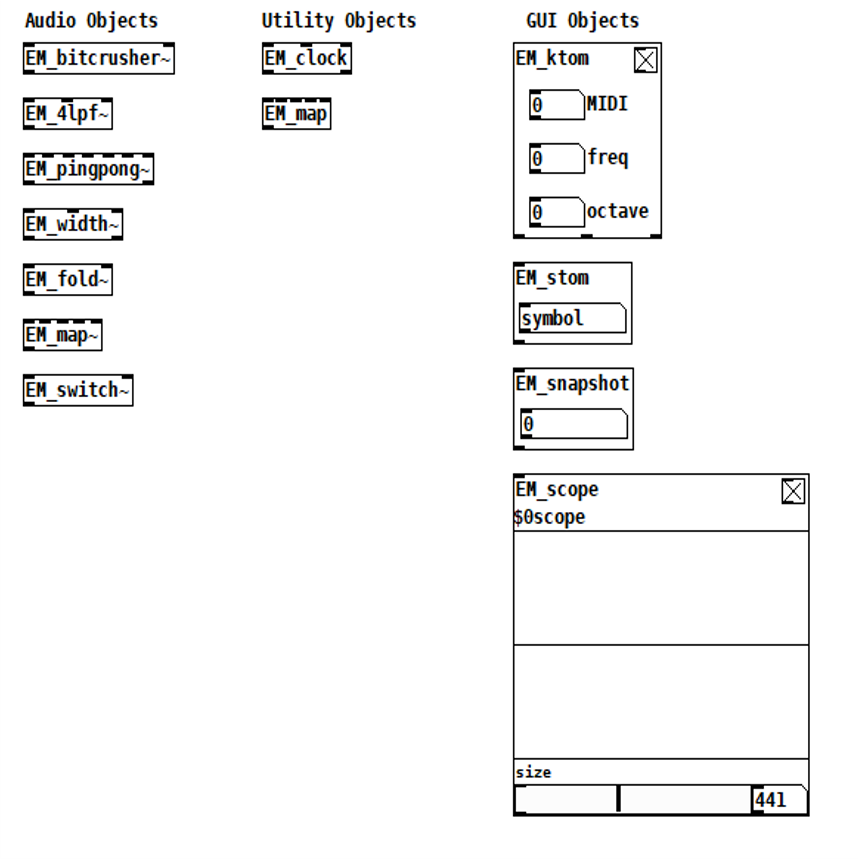 Audio Objects
EM_bitcrusher~
EM_4lpf~
EM_pingpong~
EM_width~
EM_fold~
EM_map~
EM_switch~
Utility Objects
EM_clock
EM_map
GUI Objects
EM_ktom
0 MIDI
0 freq
0 octave
EM_stom
symbol
EM_snapshot
0
EM_scope
$0scope
size
441